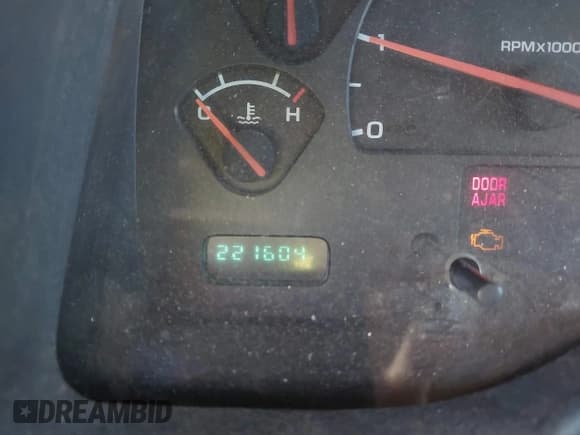 1
RPMx1000
0
C
H
DOOR
AJAR
221604
DREAMBID